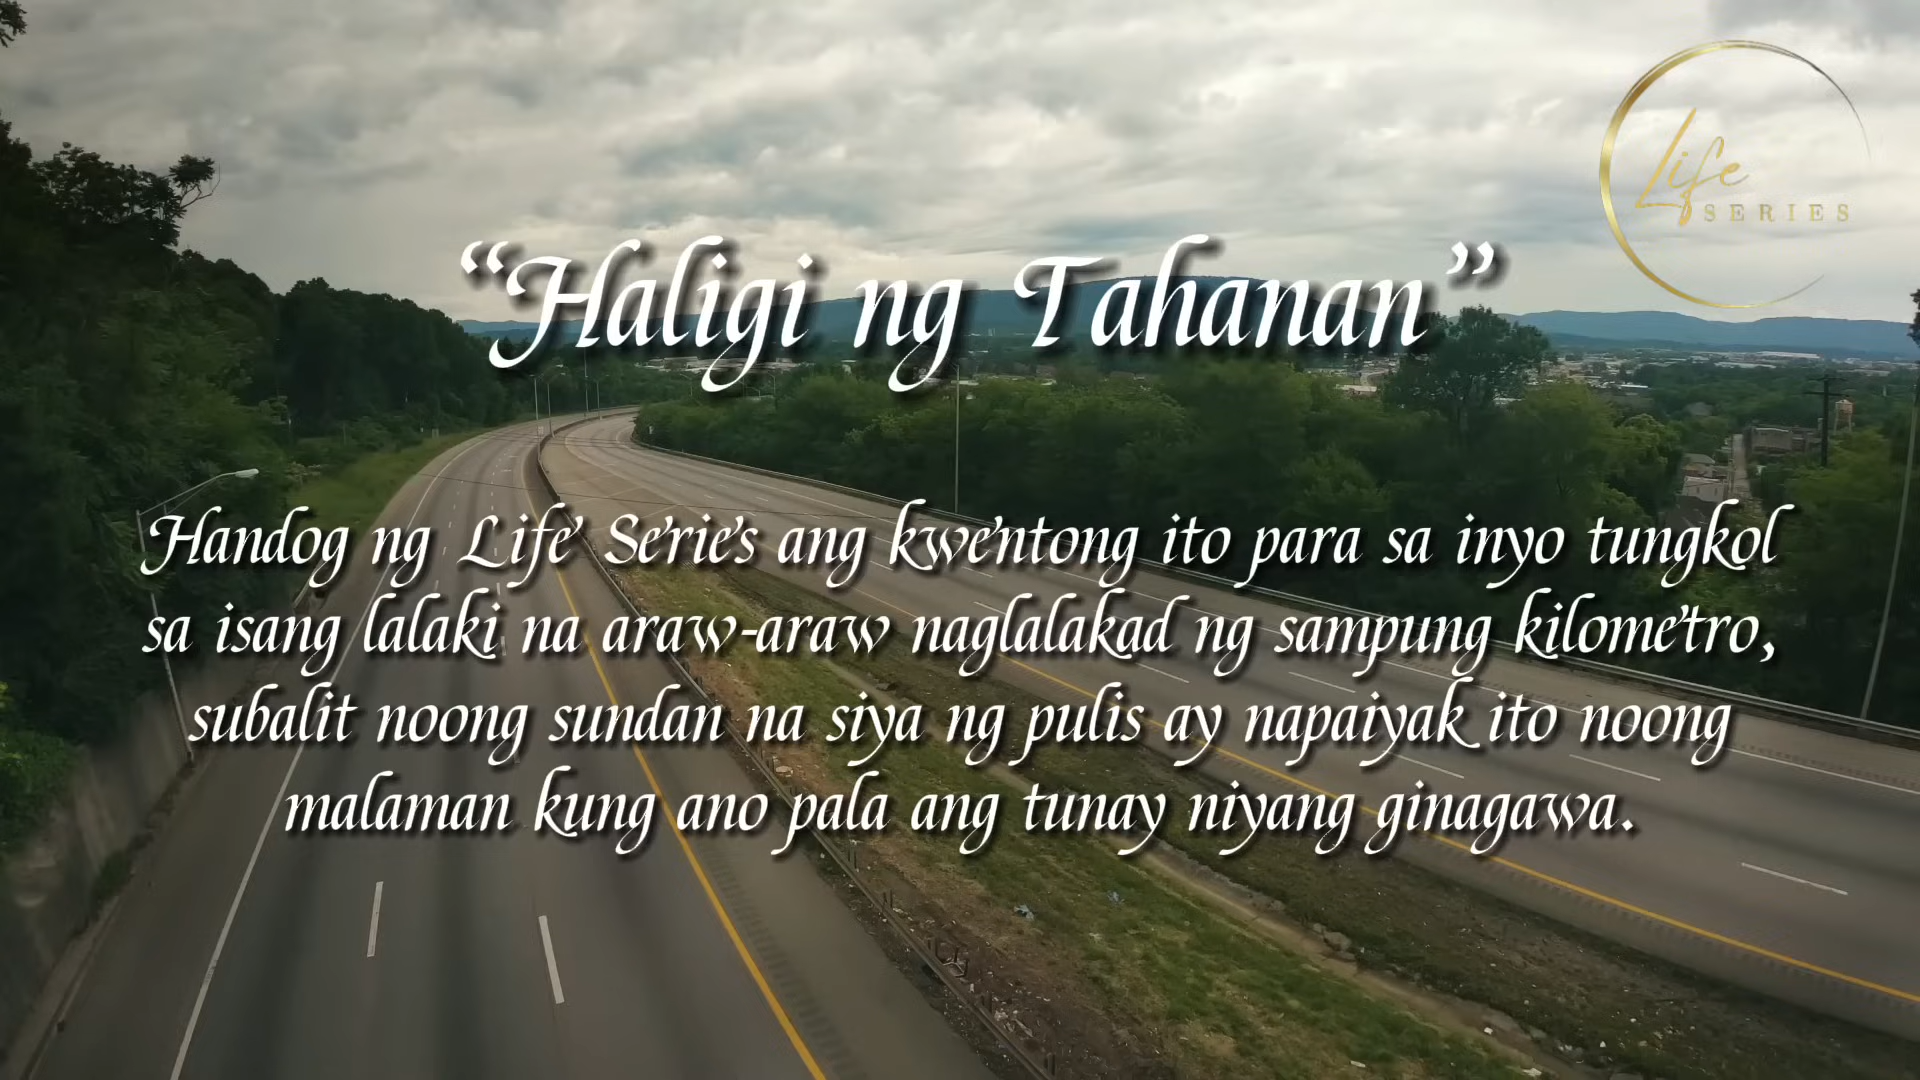 Life
SERIES
“Haligi ng Tahanan”
Handog ng Life Series ang kwentong ito para sa inyo tungkol
sa isang lalaki na araw-araw naglalakad ng sampung kilometro,
subalit noong sundan na siya ng pulis ay napaiyak ito noong
malaman kung ano pala ang tunay niyang ginagawa.